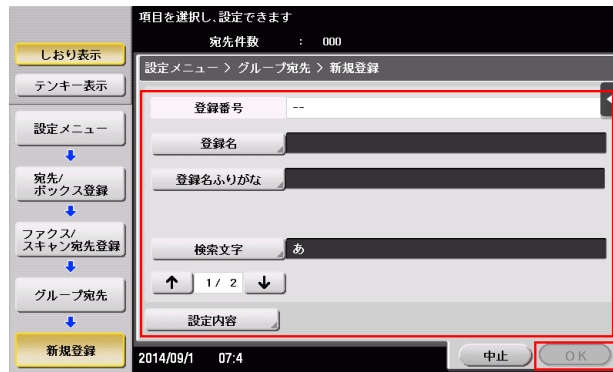 項目を選択し、設定できます
宛先件数 : 000
しおり表示
テンキー表示
設定メニュー
宛先/
ボックス登録
ファクス/
スキャン宛先登録
グループ宛先
新規登録
設定メニュー > グループ宛先 > 新規登録
登録番号 --
登録名
登録名ふりがな
検索文字 あ
↑ 1/ 2 ↓
設定内容
2014/09/1 07:4
中止
OK